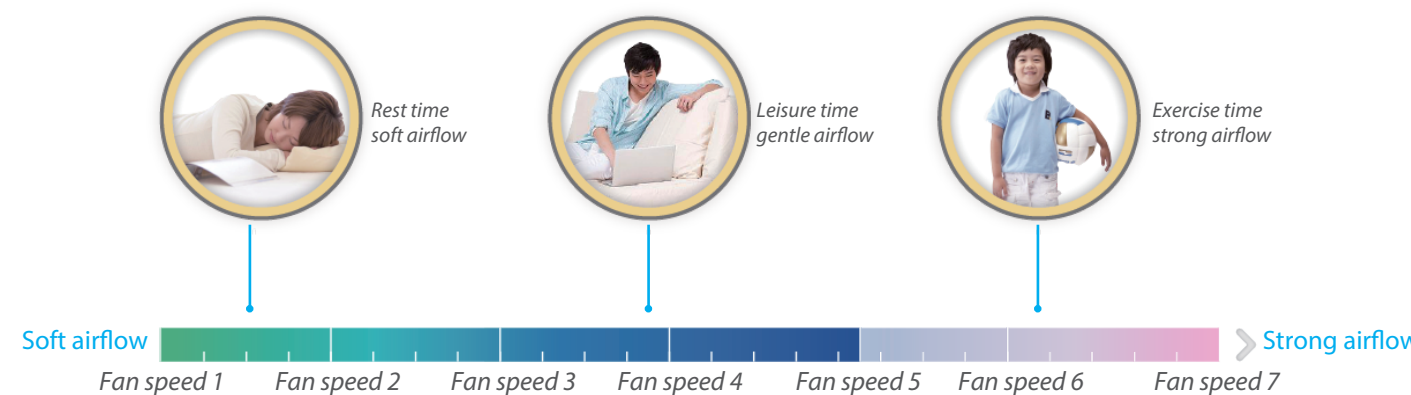 Rest time
soft airflow
Leisure time
gentle airflow
Exercise time
strong airflow
Soft airflow
Strong airflow
Fan speed 1
Fan speed 2
Fan speed 3
Fan speed 4
Fan speed 5
Fan speed 6
Fan speed 7